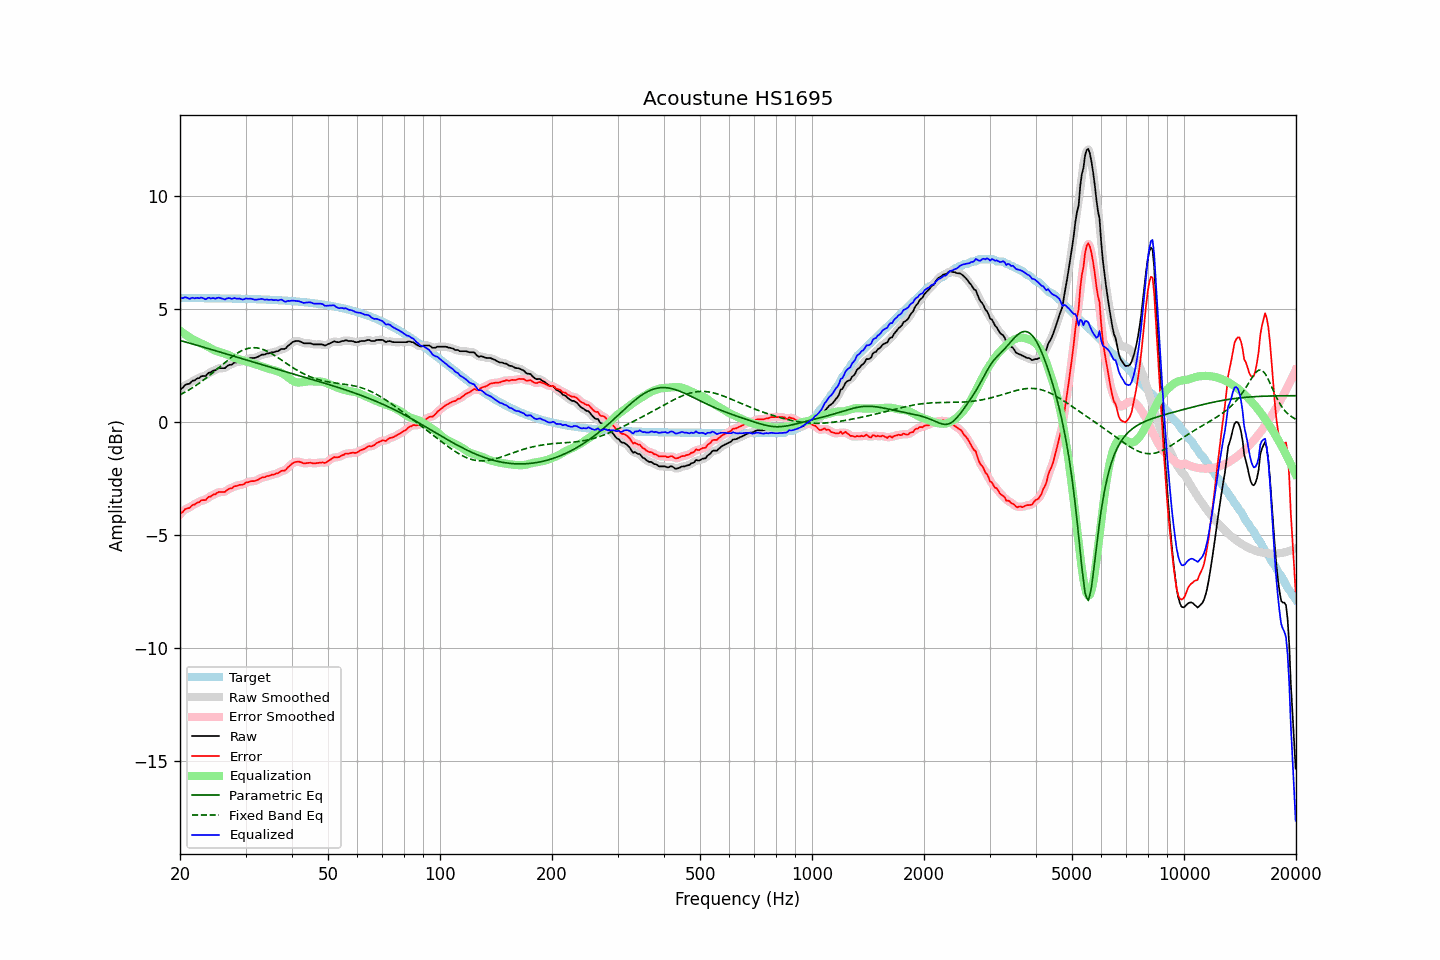 Acoustune HS1695
Amplitude (dBr)
10
5
0
−5
−10
−15
Target
Raw Smoothed
Error Smoothed
Raw
Error
Equalization
Parametric Eq
Fixed Band Eq
Equalized
20 50 100 200 500 1000 2000 5000 10000 20000
Frequency (Hz)